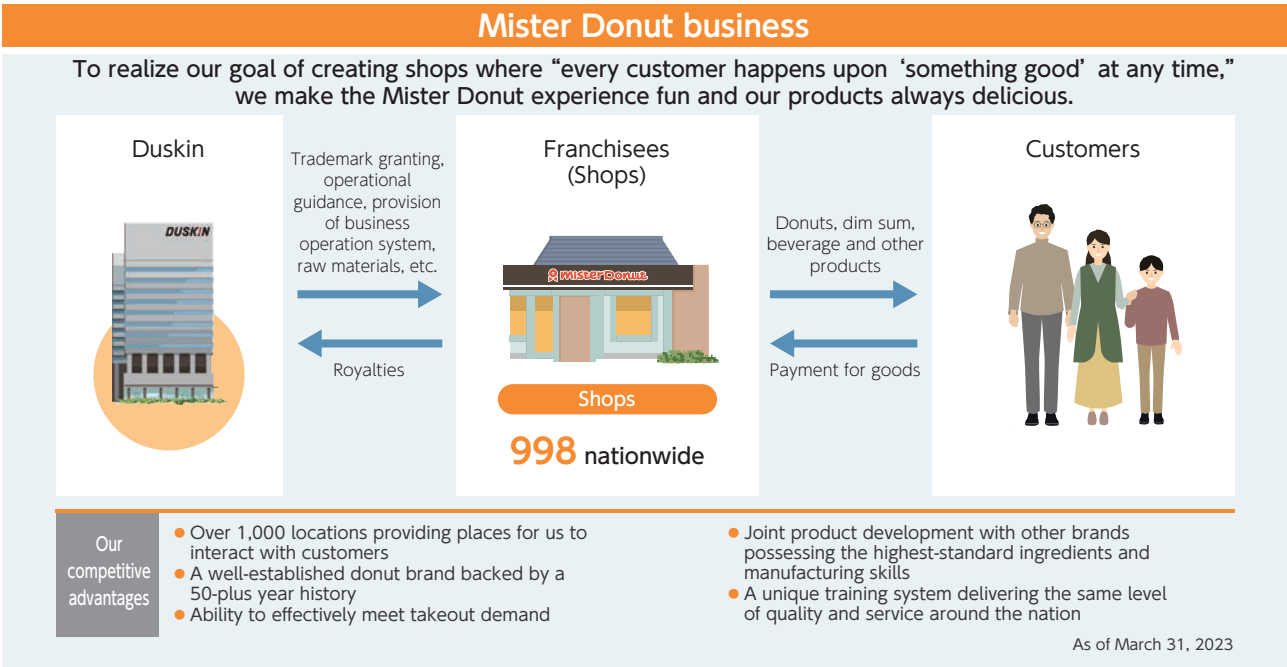 Mister Donut business
To realize our goal of creating shops where “every customer happens upon ‘something good’ at any time,”
we make the Mister Donut experience fun and our products always delicious.
Duskin
DUSKIN
Trademark granting,
operational
guidance, provision
of business
operation system,
raw materials, etc.
Royalties
Franchisees
(Shops)
misterDonut
Shops
998 nationwide
Donuts, dim sum,
beverage and other
products
Payment for goods
Customers
Our
competitive
advantages
● Over 1,000 locations providing places for us to
interact with customers
● A well-established donut brand backed by a
50-plus year history
● Ability to effectively meet takeout demand
● Joint product development with other brands
possessing the highest-standard ingredients and
manufacturing skills
● A unique training system delivering the same level
of quality and service around the nation
As of March 31, 2023